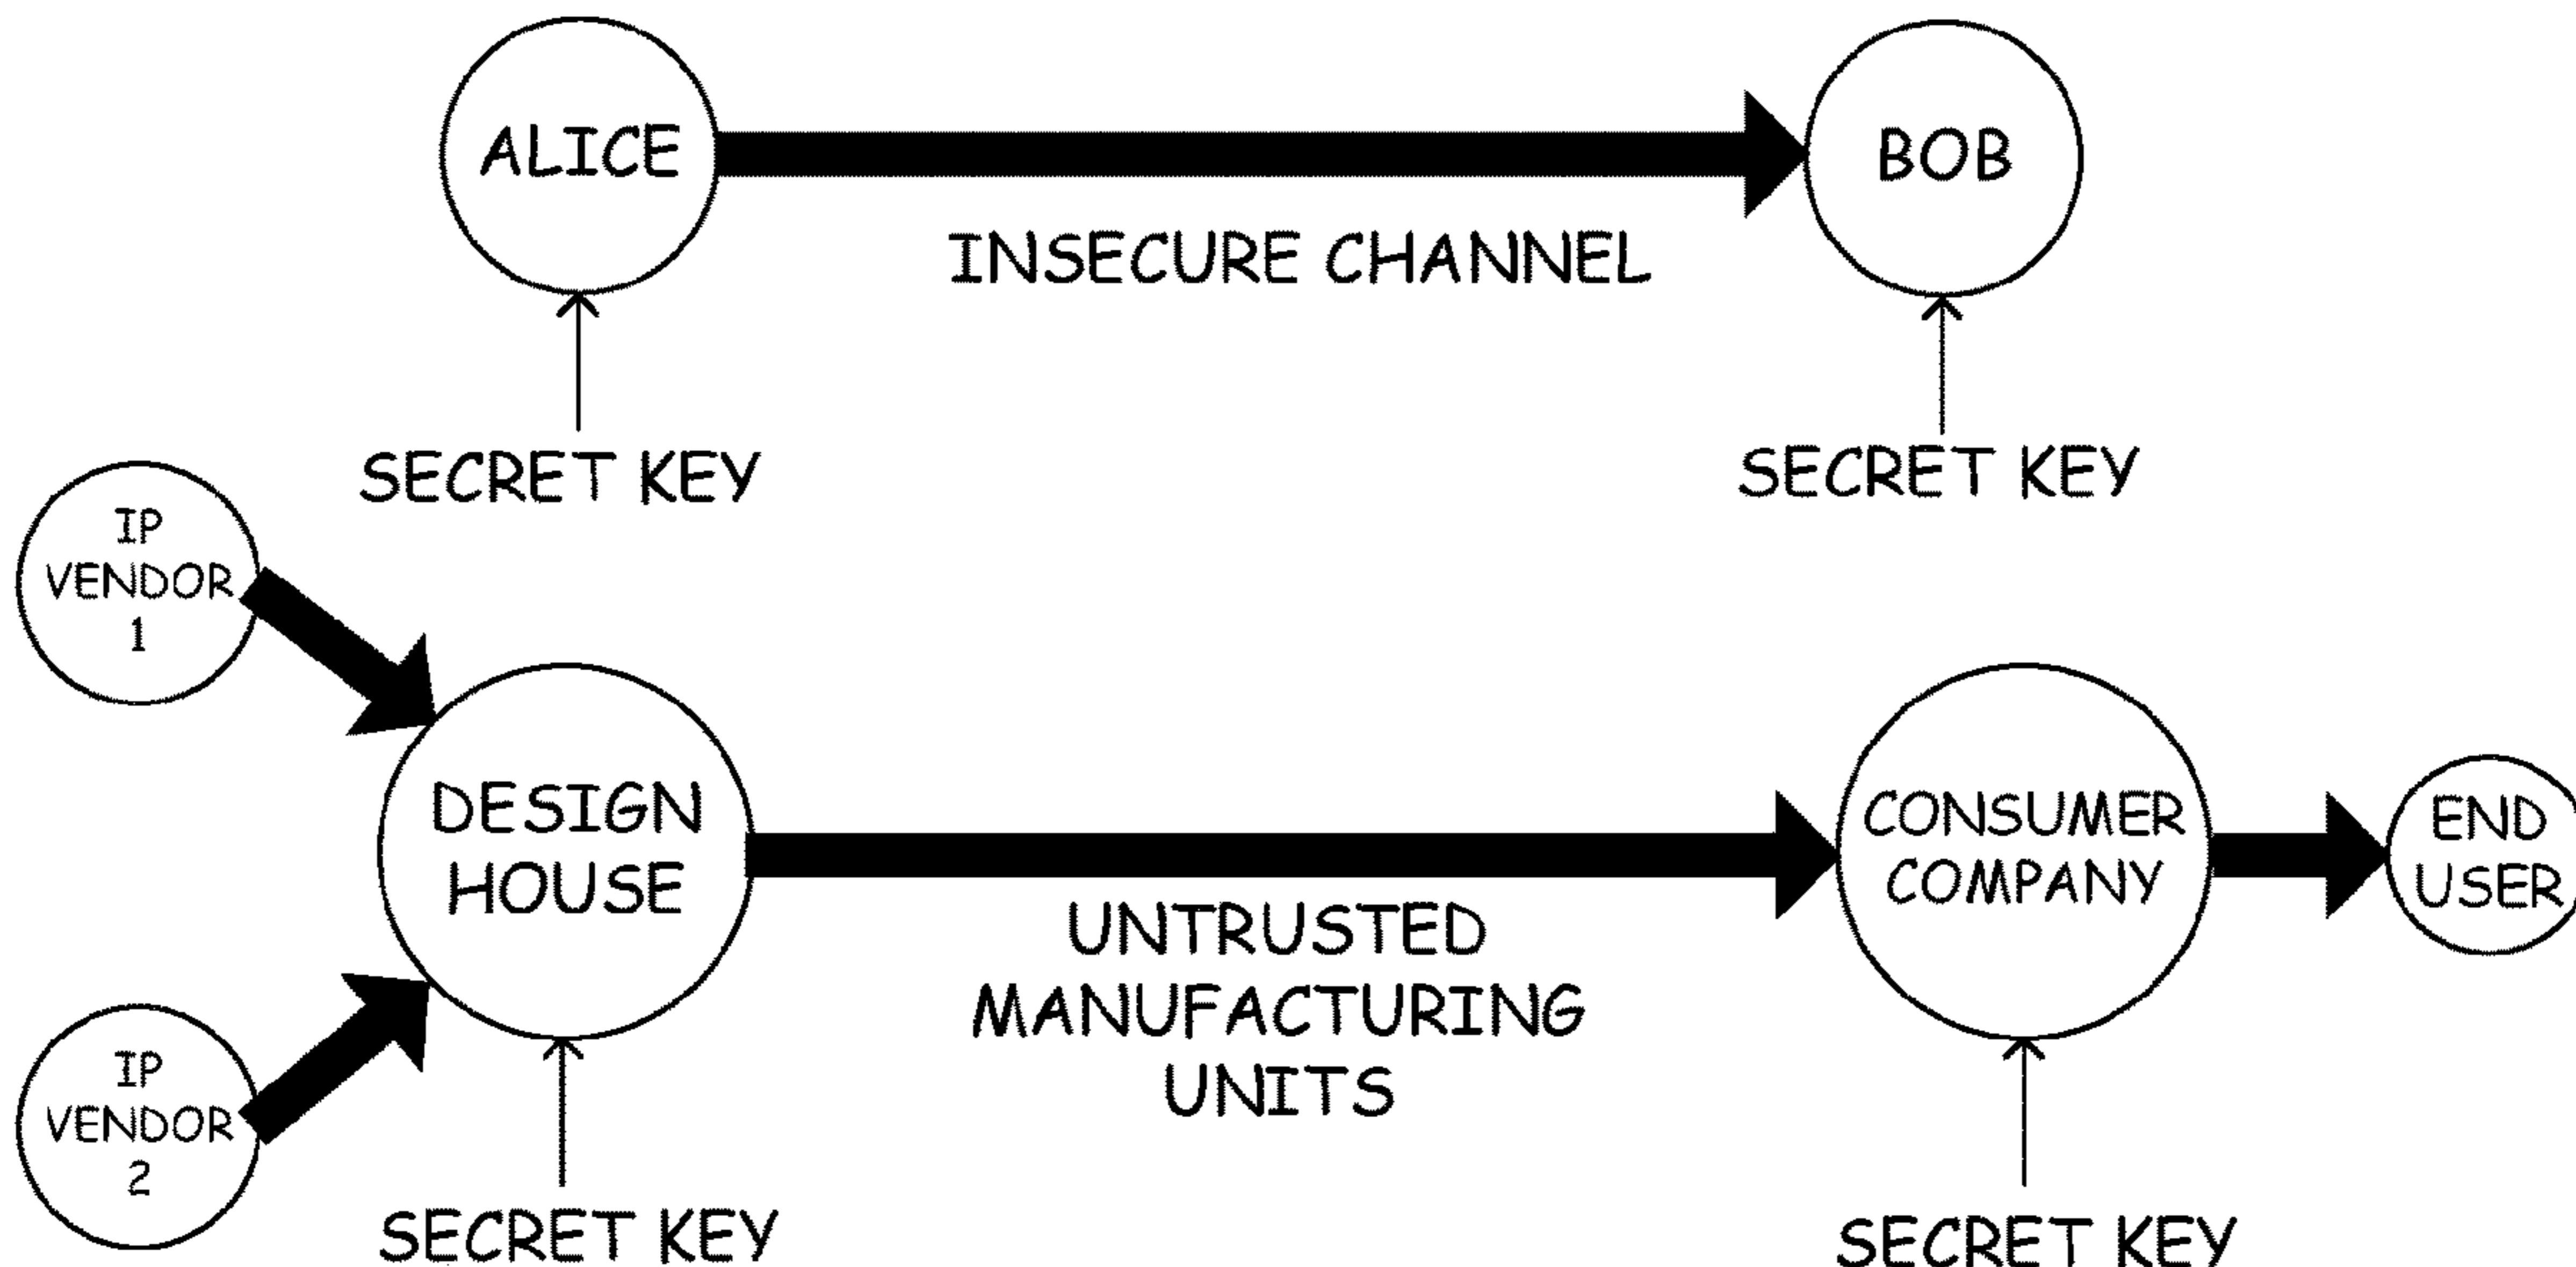 ALICE
BOB
INSECURE CHANNEL
SECRET KEY
SECRET KEY
IP
VENDOR
1
DESIGN
HOUSE
CONSUMER
COMPANY
END
USER
UNTRUSTED
MANUFACTURING
UNITS
IP
VENDOR
2
SECRET KEY
SECRET KEY